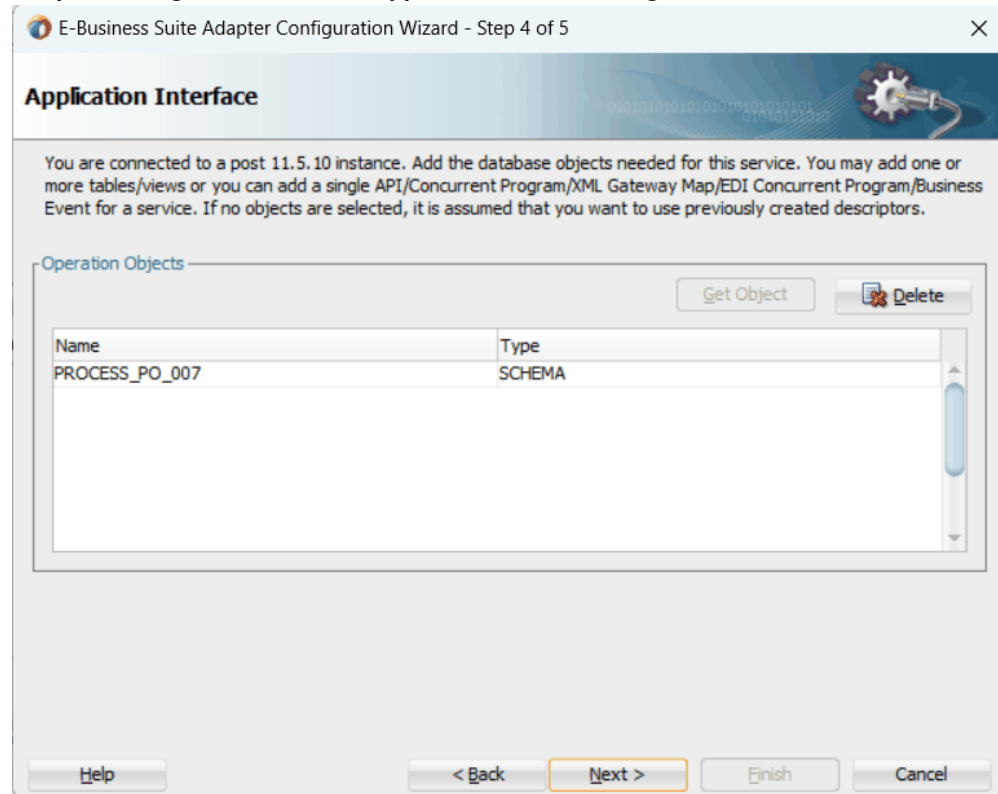 E-Business Suite Adapter Configuration Wizard - Step 4 of 5
Application Interface
You are connected to a post 11.5.10 instance. Add the database objects needed for this service. You may add one or
more tables/views or you can add a single API/Concurrent Program/XML Gateway Map/EDI Concurrent Program/Business
Event for a service. If no objects are selected, it is assumed that you want to use previously created descriptors.
Operation Objects
Get Object Delete
Name Type
PROCESS_PO_007 SCHEMA
Help < Back Next > Finish Cancel